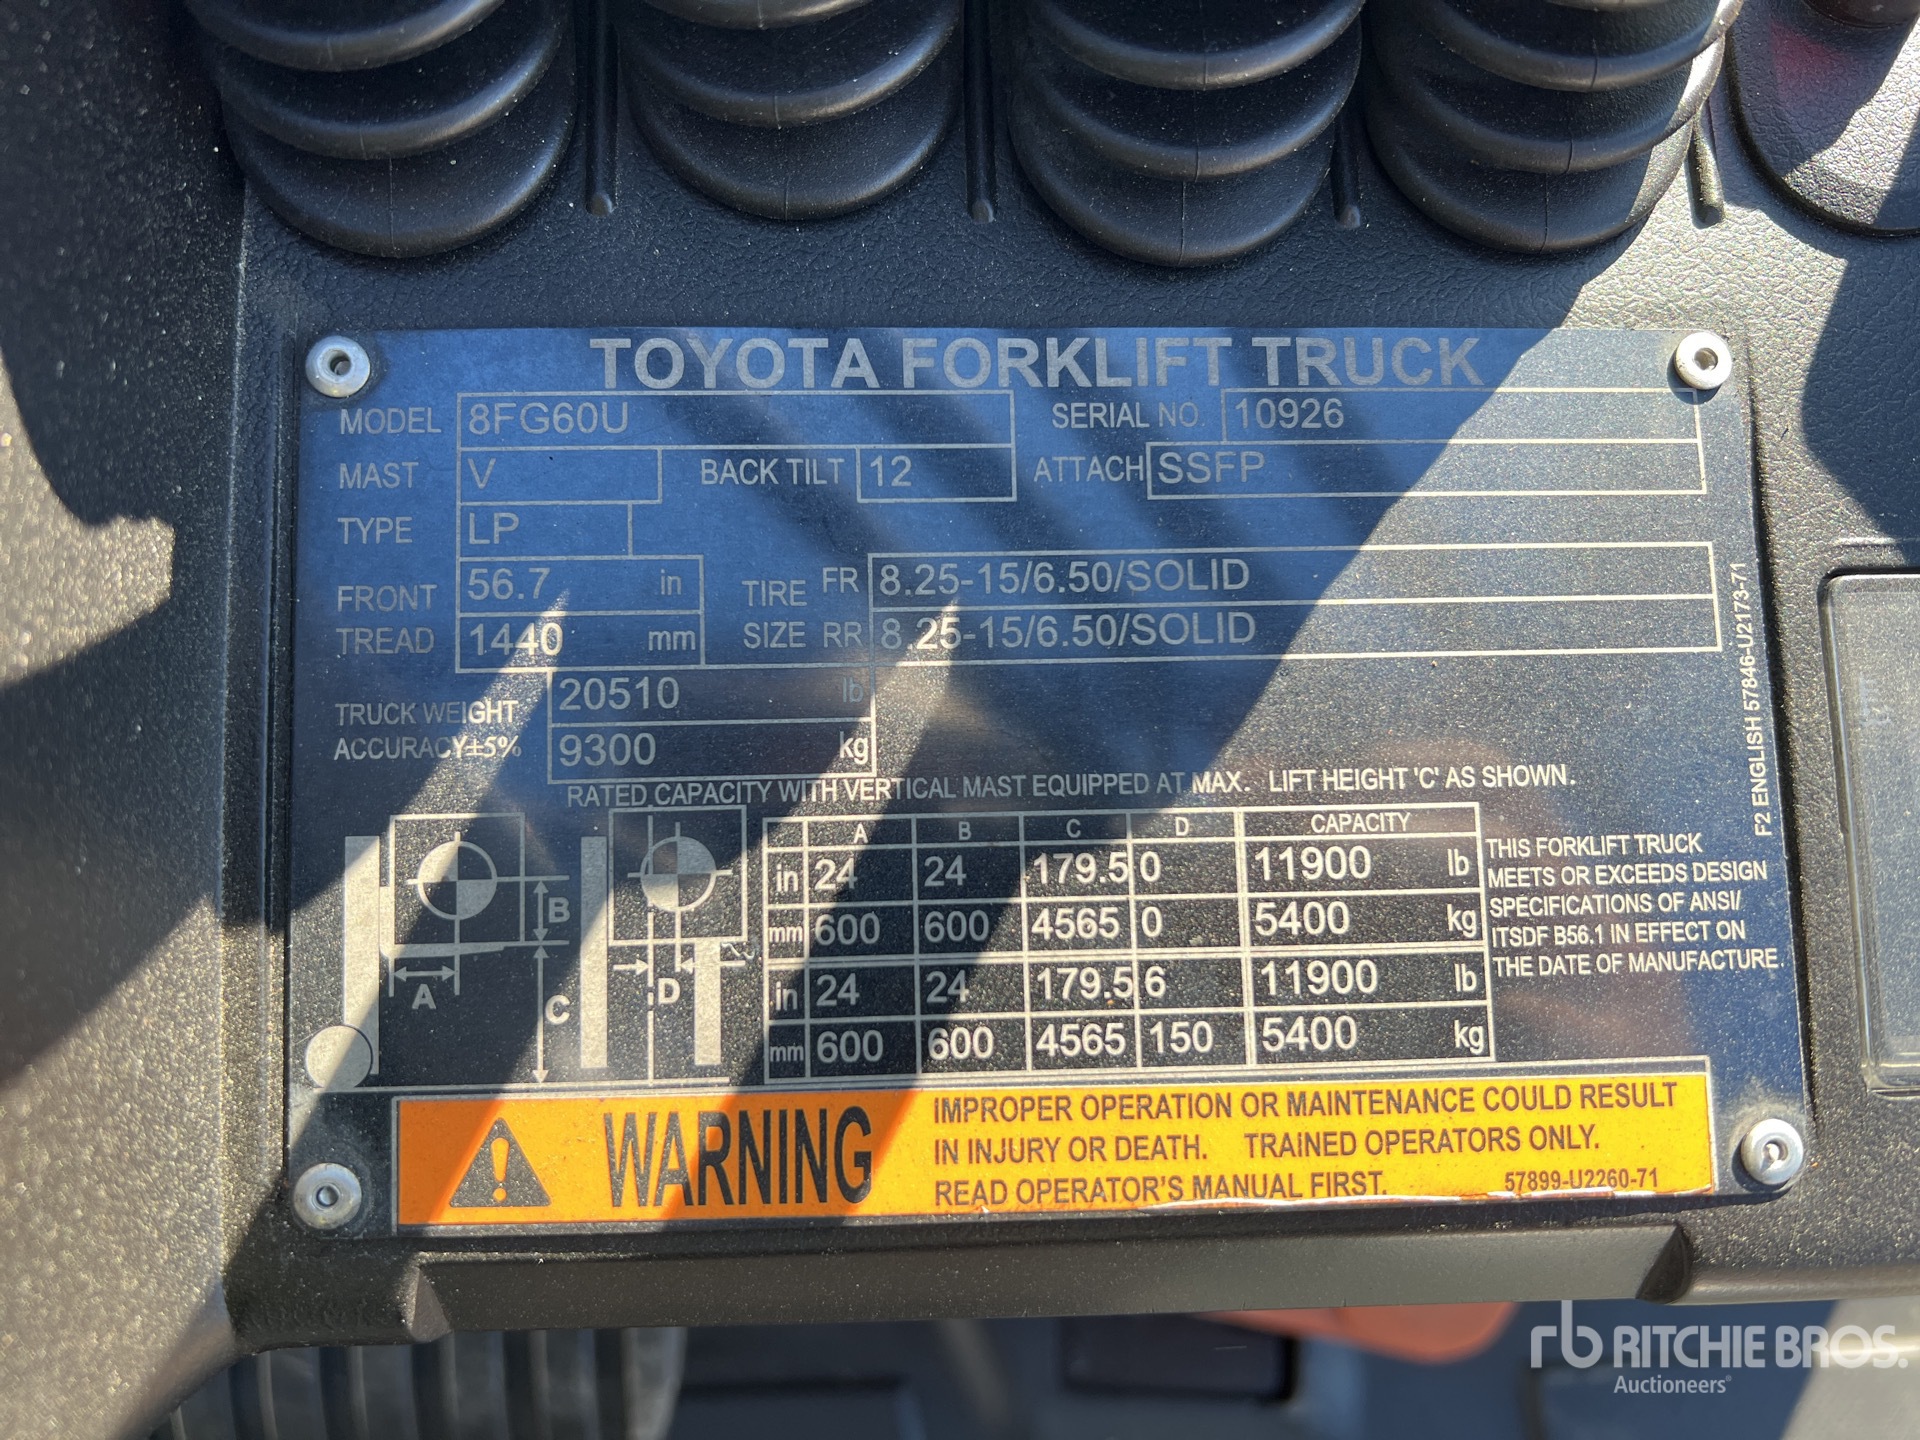 TOYOTA FORKLIFT TRUCK
MODEL 8FG60U SERIAL NO. 10926
MAST V BACK TILT 12 ATTACH SSFP
TYPE LP
FRONT TREAD 56.7 in TIRE SIZE FR 8.25-15/6.50/SOLID
1440 mm RR 8.25-15/6.50/SOLID
TRUCK WEIGHT 20510 lb
ACCURACY±5% 9300 kg
RATED CAPACITY WITH VERTICAL MAST EQUIPPED AT MAX. LIFT HEIGHT 'C' AS SHOWN.
A B C D CAPACITY
in 24 24 179.5 0 11900 lb
mm 600 600 4565 0 5400 kg
in 24 24 179.5 6 11900 lb
mm 600 600 4565 150 5400 kg
B
A
C
D
THIS FORKLIFT TRUCK
MEETS OR EXCEEDS DESIGN
SPECIFICATIONS OF ANSI/
ITSDF B56.1 IN EFFECT ON
THE DATE OF MANUFACTURE.
F2 ENGLISH 57846-U2173-71
WARNING
IMPROPER OPERATION OR MAINTENANCE COULD RESULT
IN INJURY OR DEATH. TRAINED OPERATORS ONLY.
READ OPERATOR'S MANUAL FIRST. 57899-U2260-71
rb RITCHIE BROS.
Auctioneers